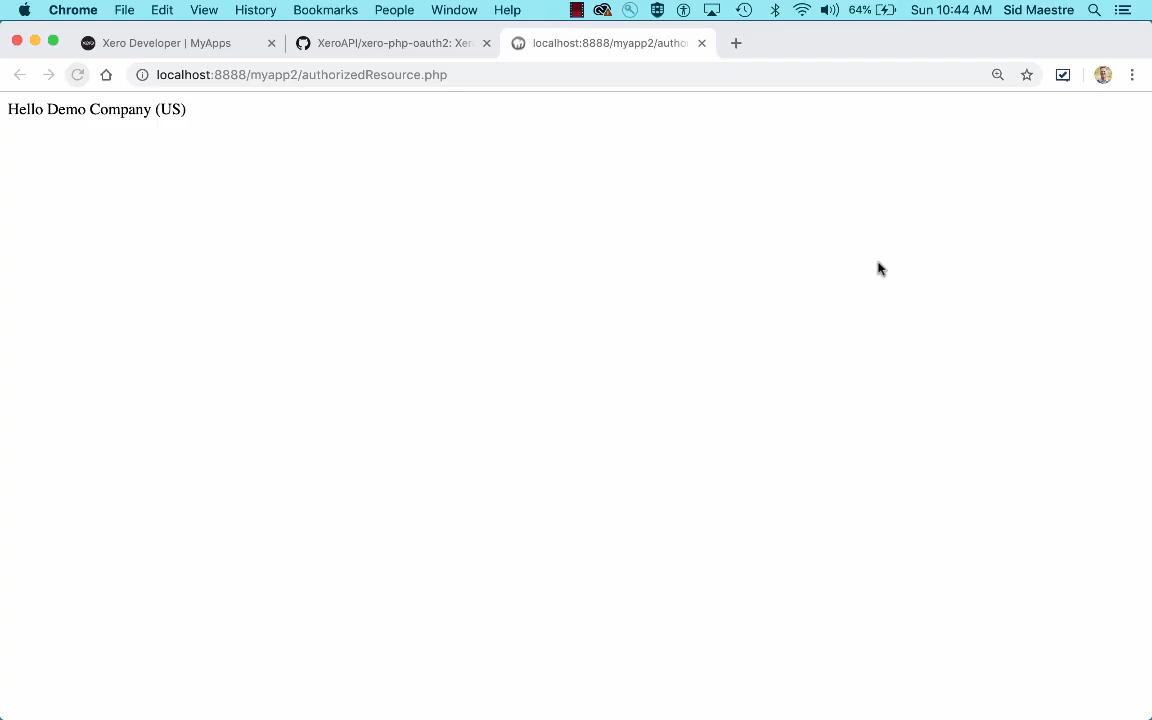 Chrome File Edit View History Bookmarks People Window Help 64% Sun 10:44 AM Sid Maestre
Xero Developer | MyApps XeroAPI/xero-php-oauth2: Xero localhost:8888/myapp2/autho
localhost:8888/myapp2/authorizedResource.php
Hello Demo Company (US)